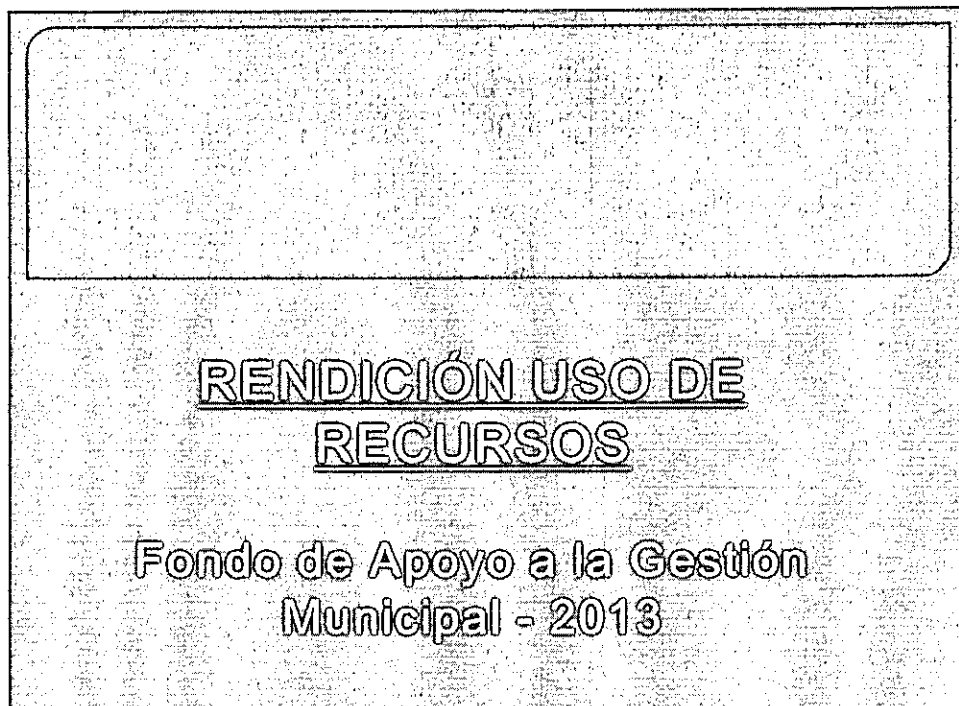 RENDICIÓN USO DE
RECURSOS
Fondo de Apoyo a la Gestión
Municipal - 2013